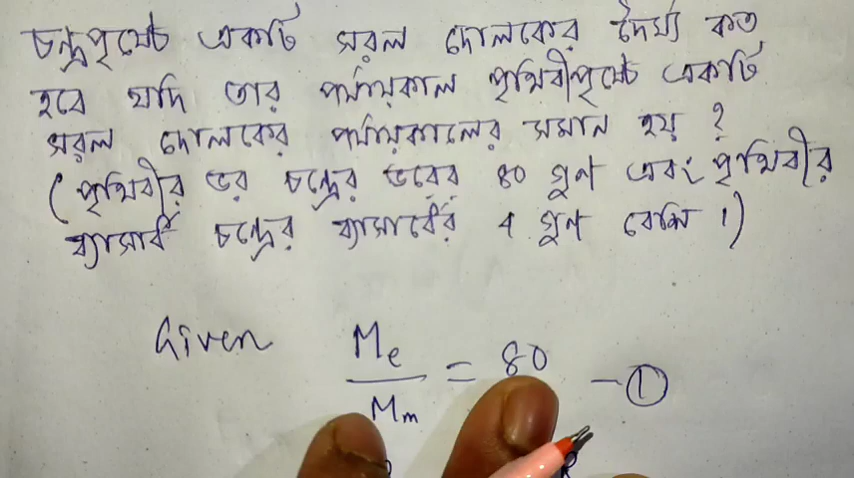 চন্দ্রপৃষ্ঠে একটি সরল দোলকের দৈর্ঘ্য কত
হবে যদি তার পর্যায়কাল পৃথিবীপৃষ্ঠে একটি
সরল দোলকের পর্যায়কালের সমান হয় ?
(পৃথিবীর ভর চন্দ্রের ভরের 80 গুন এবং পৃথিবীর
ব্যাসার্ধ চন্দ্রের ব্যাসার্ধের 4 গুন বেশি।)
Given Me/Mm = 80 - ①